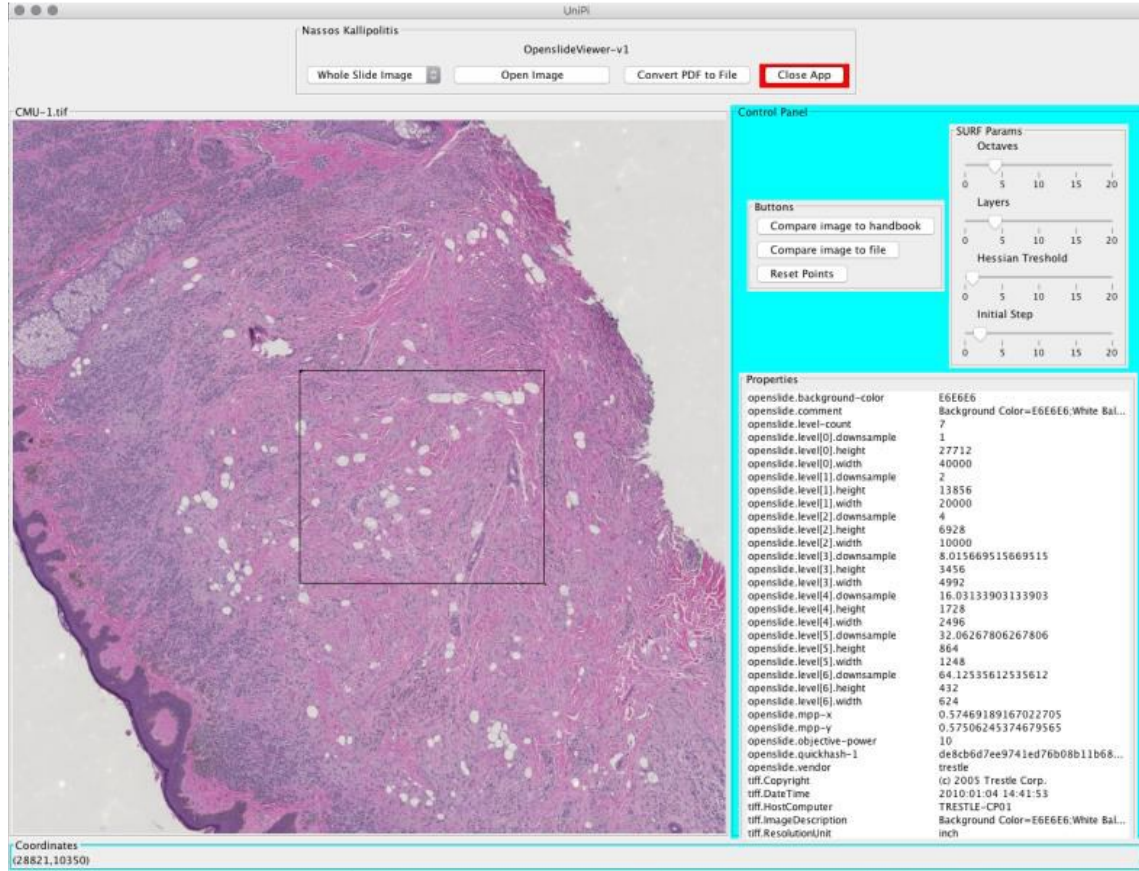 UniPi
Nassos Kallipolitis
OpenslideViewer-v1
Whole Slide Image Open Image Convert PDF to File Close App
CMU-1.tif
Control Panel
SURF Params
Octaves
0 5 10 15 20
Layers
0 5 10 15 20
Hessian Treshold
0 5 10 15 20
Initial Step
0 5 10 15 20
Buttons
Compare image to handbook
Compare image to file
Reset Points
Properties
openslide.background-color E6E6E6
openslide.comment Background Color=E6E6E6;White Bal...
openslide.level-count 7
openslide.level[0].downsample 1
openslide.level[0].height 27712
openslide.level[0].width 40000
openslide.level[1].downsample 2
openslide.level[1].height 13856
openslide.level[1].width 20000
openslide.level[2].downsample 4
openslide.level[2].height 6928
openslide.level[2].width 10000
openslide.level[3].downsample 8.015669515669515
openslide.level[3].height 3456
openslide.level[3].width 4992
openslide.level[4].downsample 16.03133903133903
openslide.level[4].height 1728
openslide.level[4].width 2496
openslide.level[5].downsample 32.06267806267806
openslide.level[5].height 864
openslide.level[5].width 1248
openslide.level[6].downsample 64.12535612535612
openslide.level[6].height 432
openslide.level[6].width 624
openslide.mpp-x 0.57469189167022705
openslide.mpp-y 0.57506245374679565
openslide.objective-power 10
openslide.quickhash-1 de8cb6d7ee9741ed76b08b11b68...
openslide.vendor trestle
tiff.Copyright (c) 2005 Trestle Corp.
tiff.DateTime 2010:01:04 14:41:53
tiff.HostComputer TRESTLE-CP01
tiff.ImageDescription Background Color=E6E6E6;White Bal...
tiff.ResolutionUnit inch
Coordinates
(28821,10350)